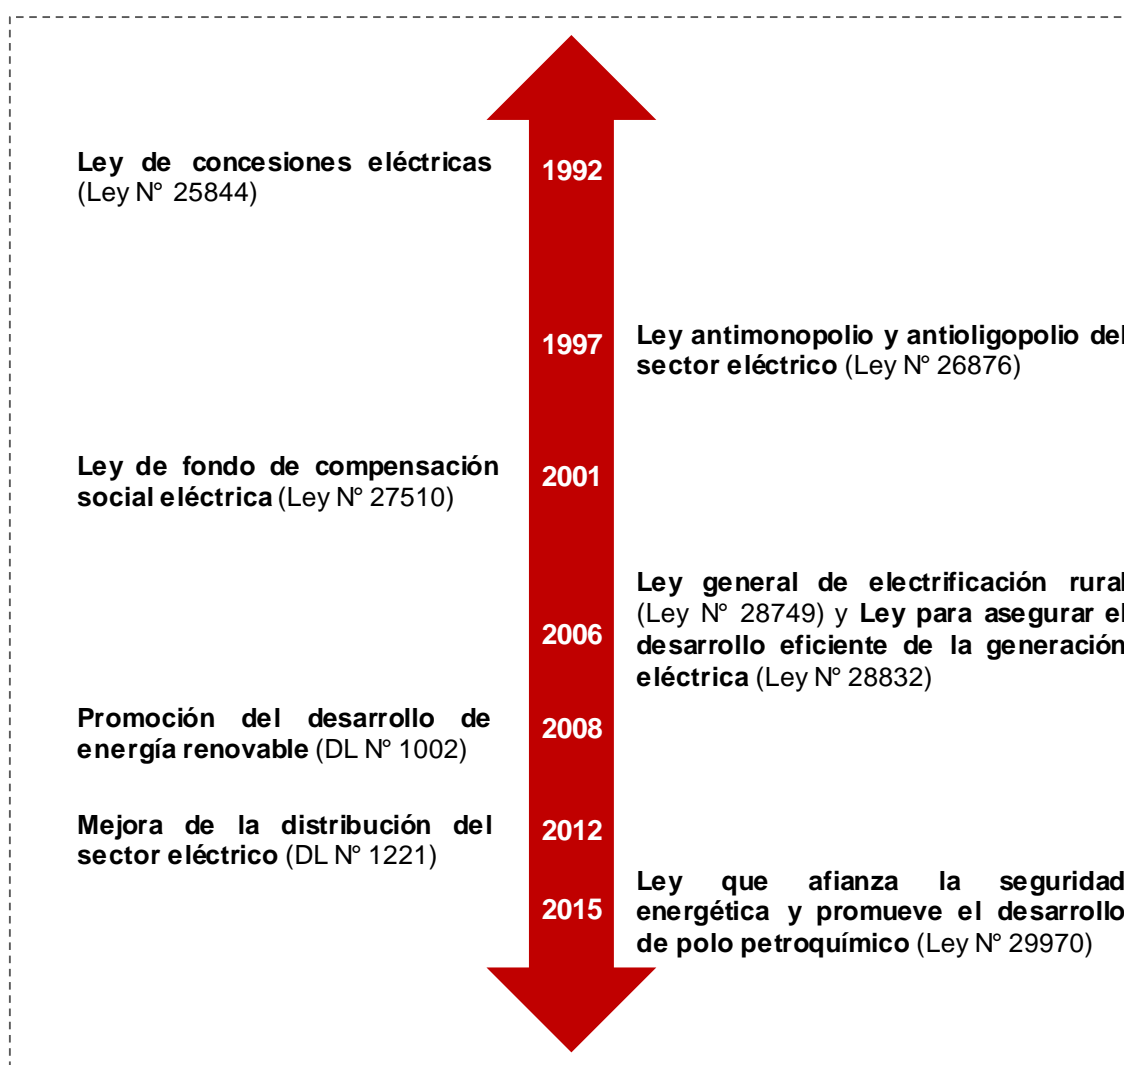 Ley de concesiones eléctricas
(Ley N° 25844)
1992
1997
Ley antimonopolio y antioligopolio del
sector eléctrico (Ley N° 26876)
Ley de fondo de compensación
social eléctrica (Ley N° 27510)
2001
Ley general de electrificación rural
(Ley N° 28749) y Ley para asegurar el
desarrollo eficiente de la generación
eléctrica (Ley N° 28832)
2006
Promoción del desarrollo de
energía renovable (DL N° 1002)
2008
Mejora de la distribución del
sector eléctrico (DL N° 1221)
2012
2015
Ley que afianza la seguridad
energética y promueve el desarrollo
de polo petroquímico (Ley N° 29970)